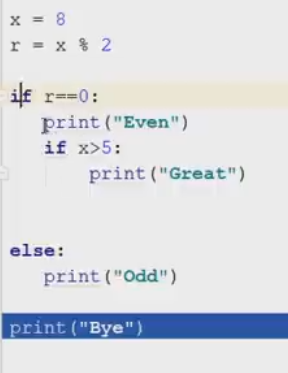 x = 8
r = x % 2
if r==0:
    print("Even")
    if x>5:
        print("Great")
else:
    print("Odd")
print("Bye")